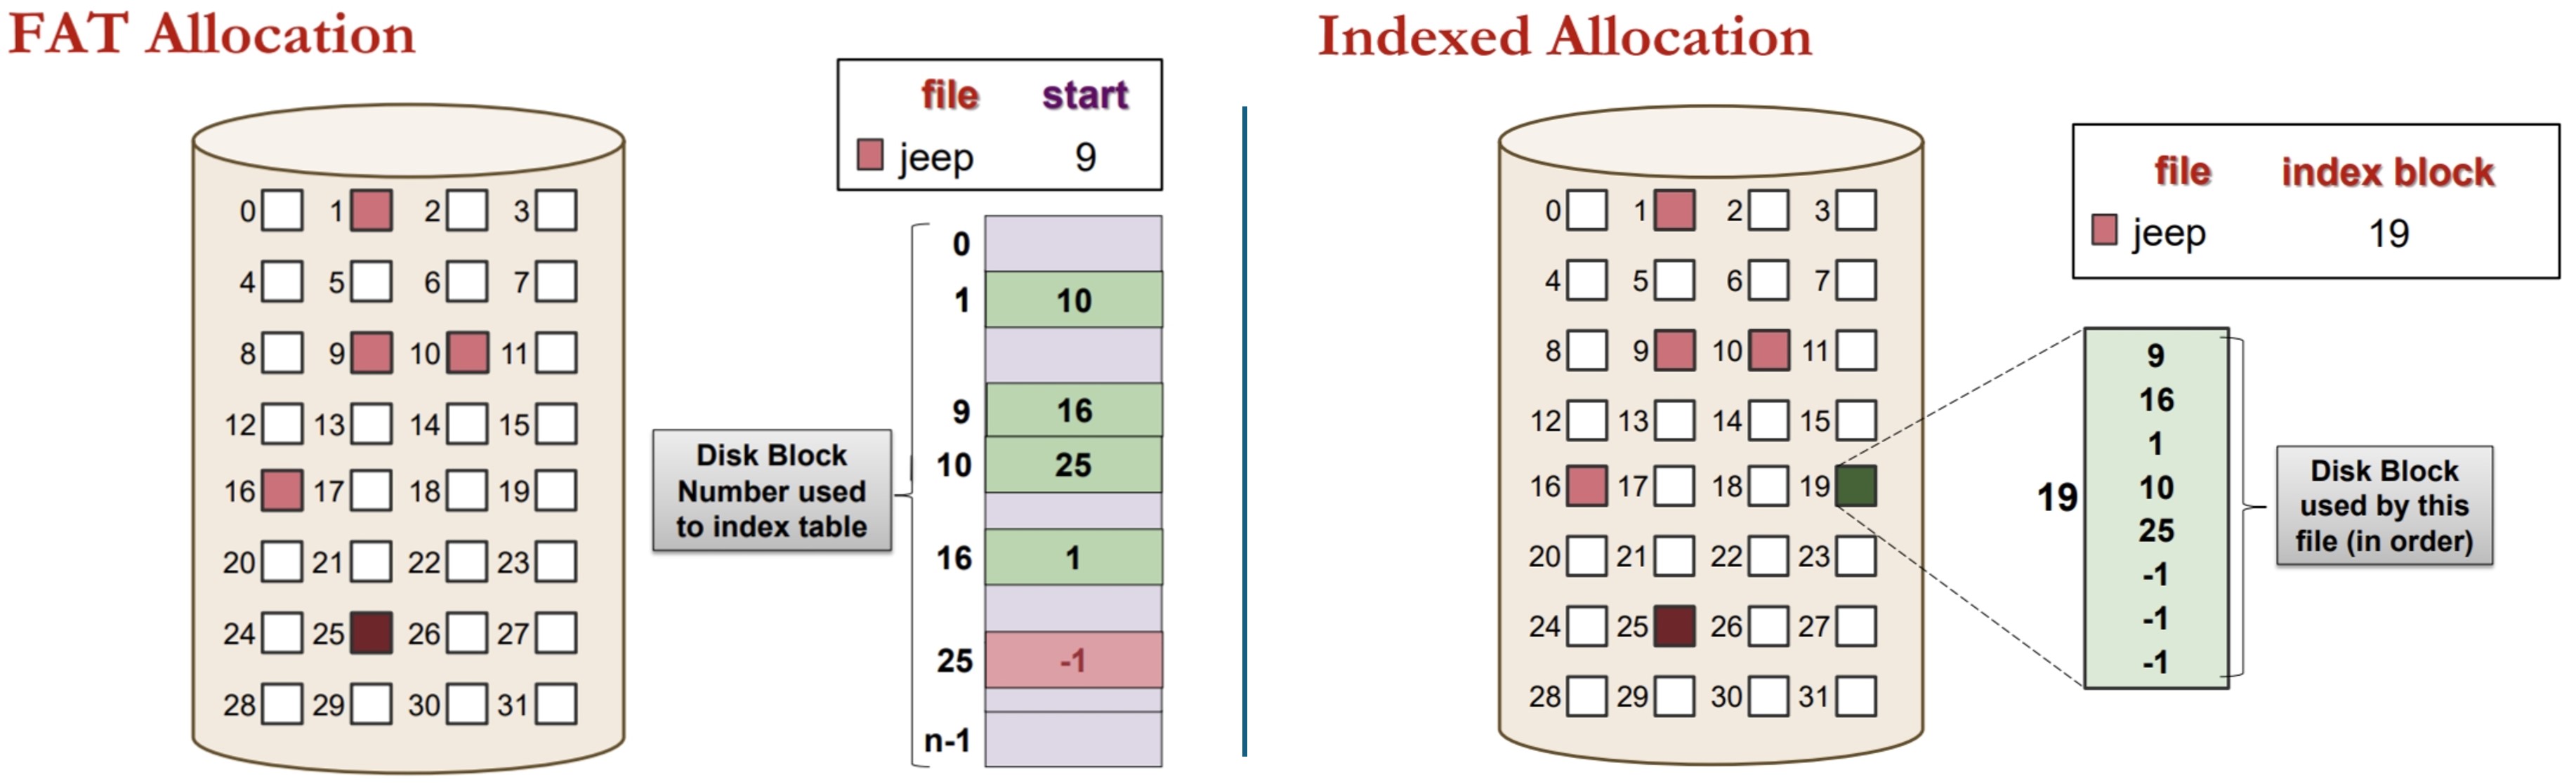 FAT Allocation
file start
jeep 9
0 1 2 3
4 5 6 7
8 9 10 11
12 13 14 15
16 17 18 19
20 21 22 23
24 25 26 27
28 29 30 31
Disk Block
Number used
to index table
0
1 10
9 16
10 25
16 1
25 -1
n-1
Indexed Allocation
file index block
jeep 19
0 1 2 3
4 5 6 7
8 9 10 11
12 13 14 15
16 17 18 19
20 21 22 23
24 25 26 27
28 29 30 31
19
9
16
1
10
25
-1
-1
-1
Disk Block
used by this
file (in order)